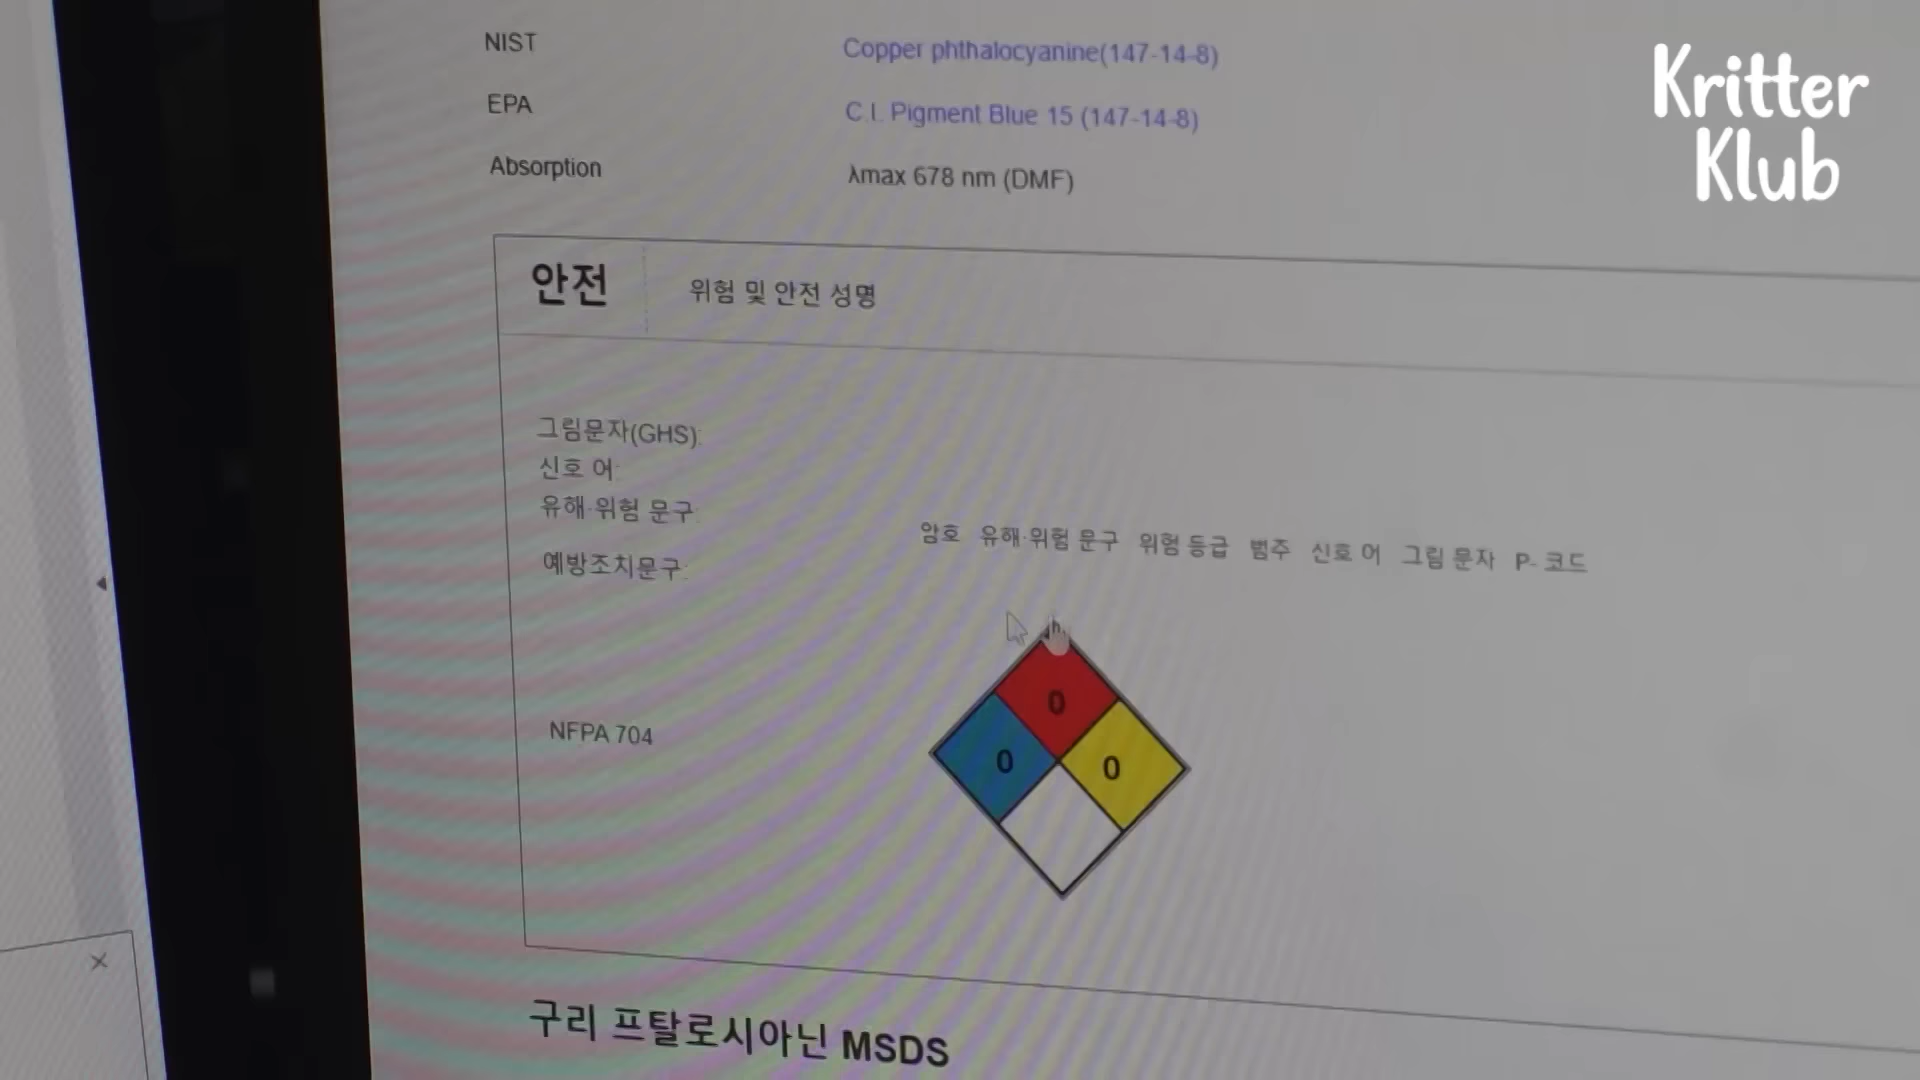 NIST Copper phthalocyanine(147-14-8)
EPA C.I. Pigment Blue 15 (147-14-8)
Absorption λmax 678 nm (DMF)
Kritter
Klub
안전 위험 및 안전 성명
그림문자(GHS):
신호 어:
유해·위험 문구:
암호 유해·위험 문구 위험 등급 범주 신호 어 그림 문자 P- 코드
예방조치문구:
NFPA 704
0
0 0
구리 프탈로시아닌 MSDS